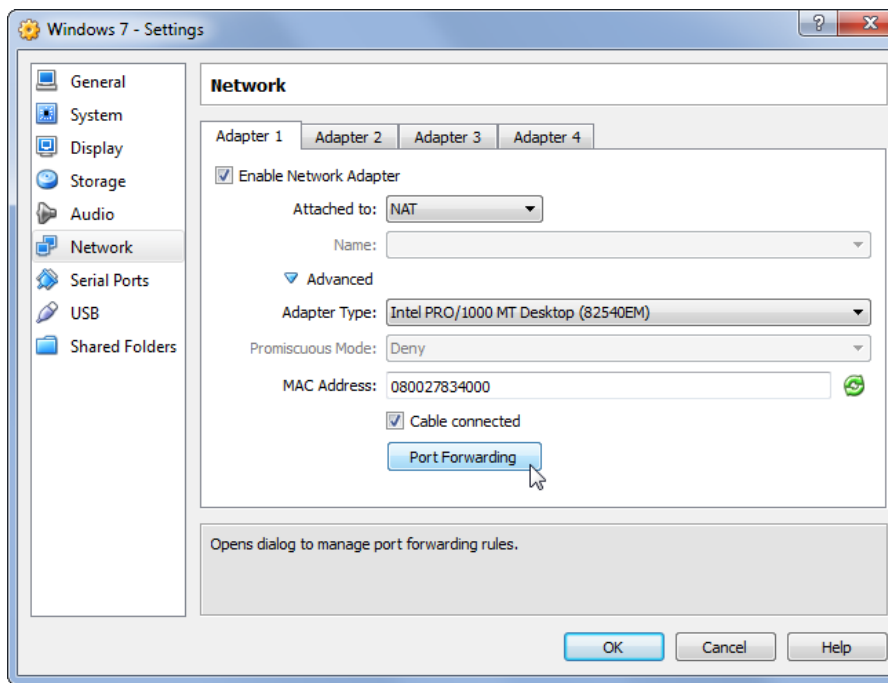 Windows 7 - Settings
?
General
System
Display
Storage
Audio
Network
Serial Ports
USB
Shared Folders
Network
Adapter 1 Adapter 2 Adapter 3 Adapter 4
Enable Network Adapter
Attached to: NAT
Name:
Advanced
Adapter Type: Intel PRO/1000 MT Desktop (82540EM)
Promiscuous Mode: Deny
MAC Address: 080027834000
Cable connected
Port Forwarding
Opens dialog to manage port forwarding rules.
OK Cancel Help